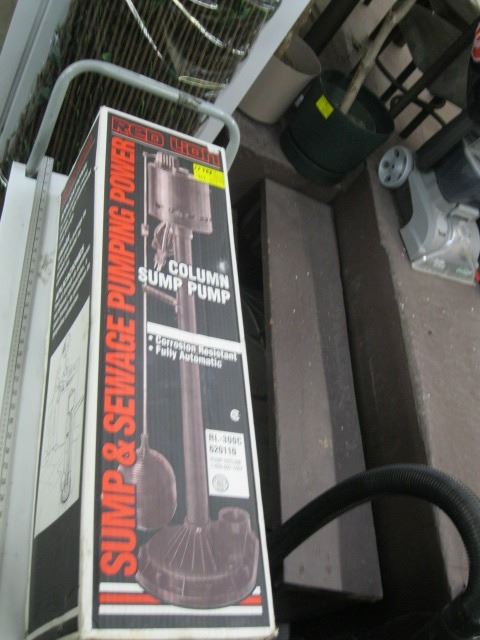 RED LION
COLUMN
SUMP PUMP
• Corrosion Resistant
• Fully Automatic
SUMP & SEWAGE PUMPING POWER
RL-300C
620110